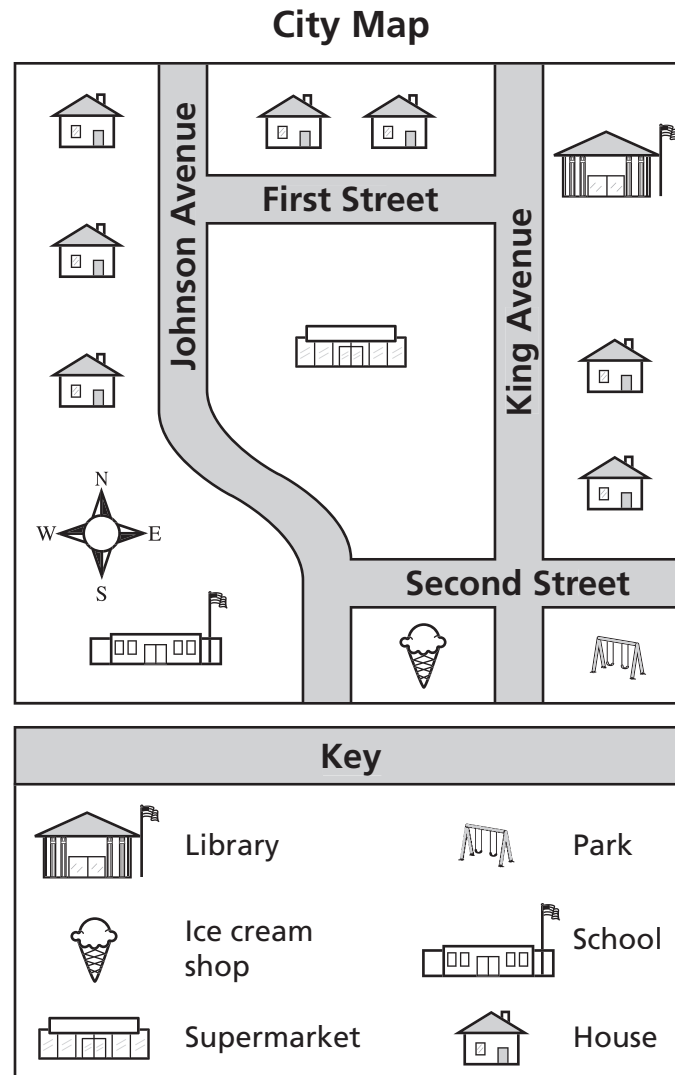 City Map
Johnson Avenue
First Street
King Avenue
N
W
E
S
Second Street
Key
Library
Park
Ice cream
shop
School
Supermarket
House